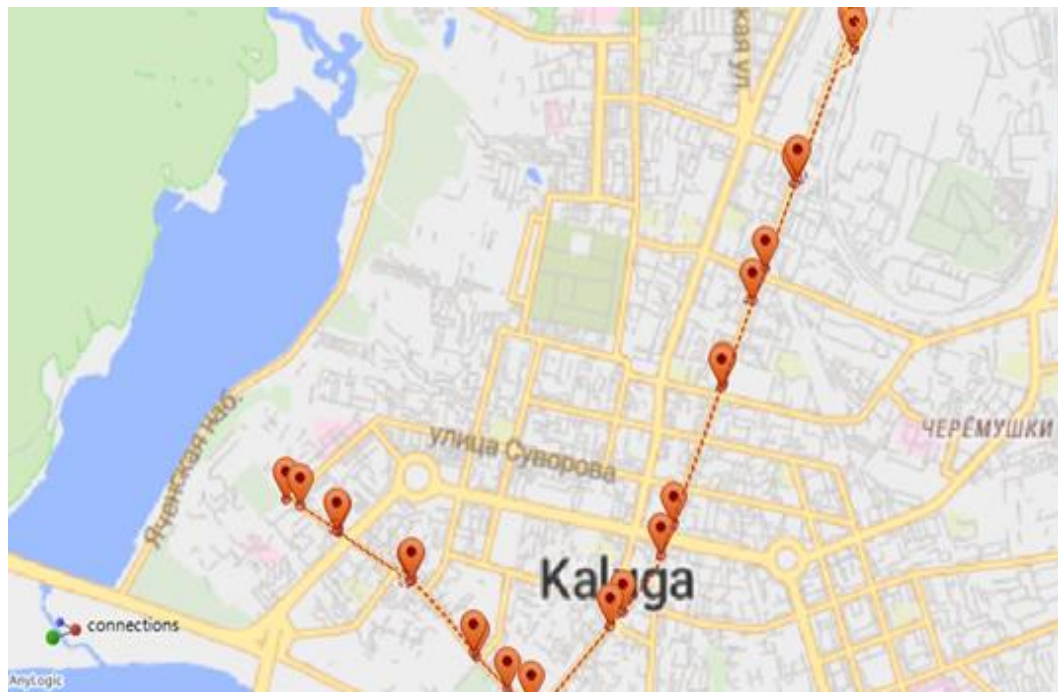 кая ул.
улица Суворова
ЧЕРЁМУШКИ
Яченская наб.
Kaluga
connections
AnyLogic